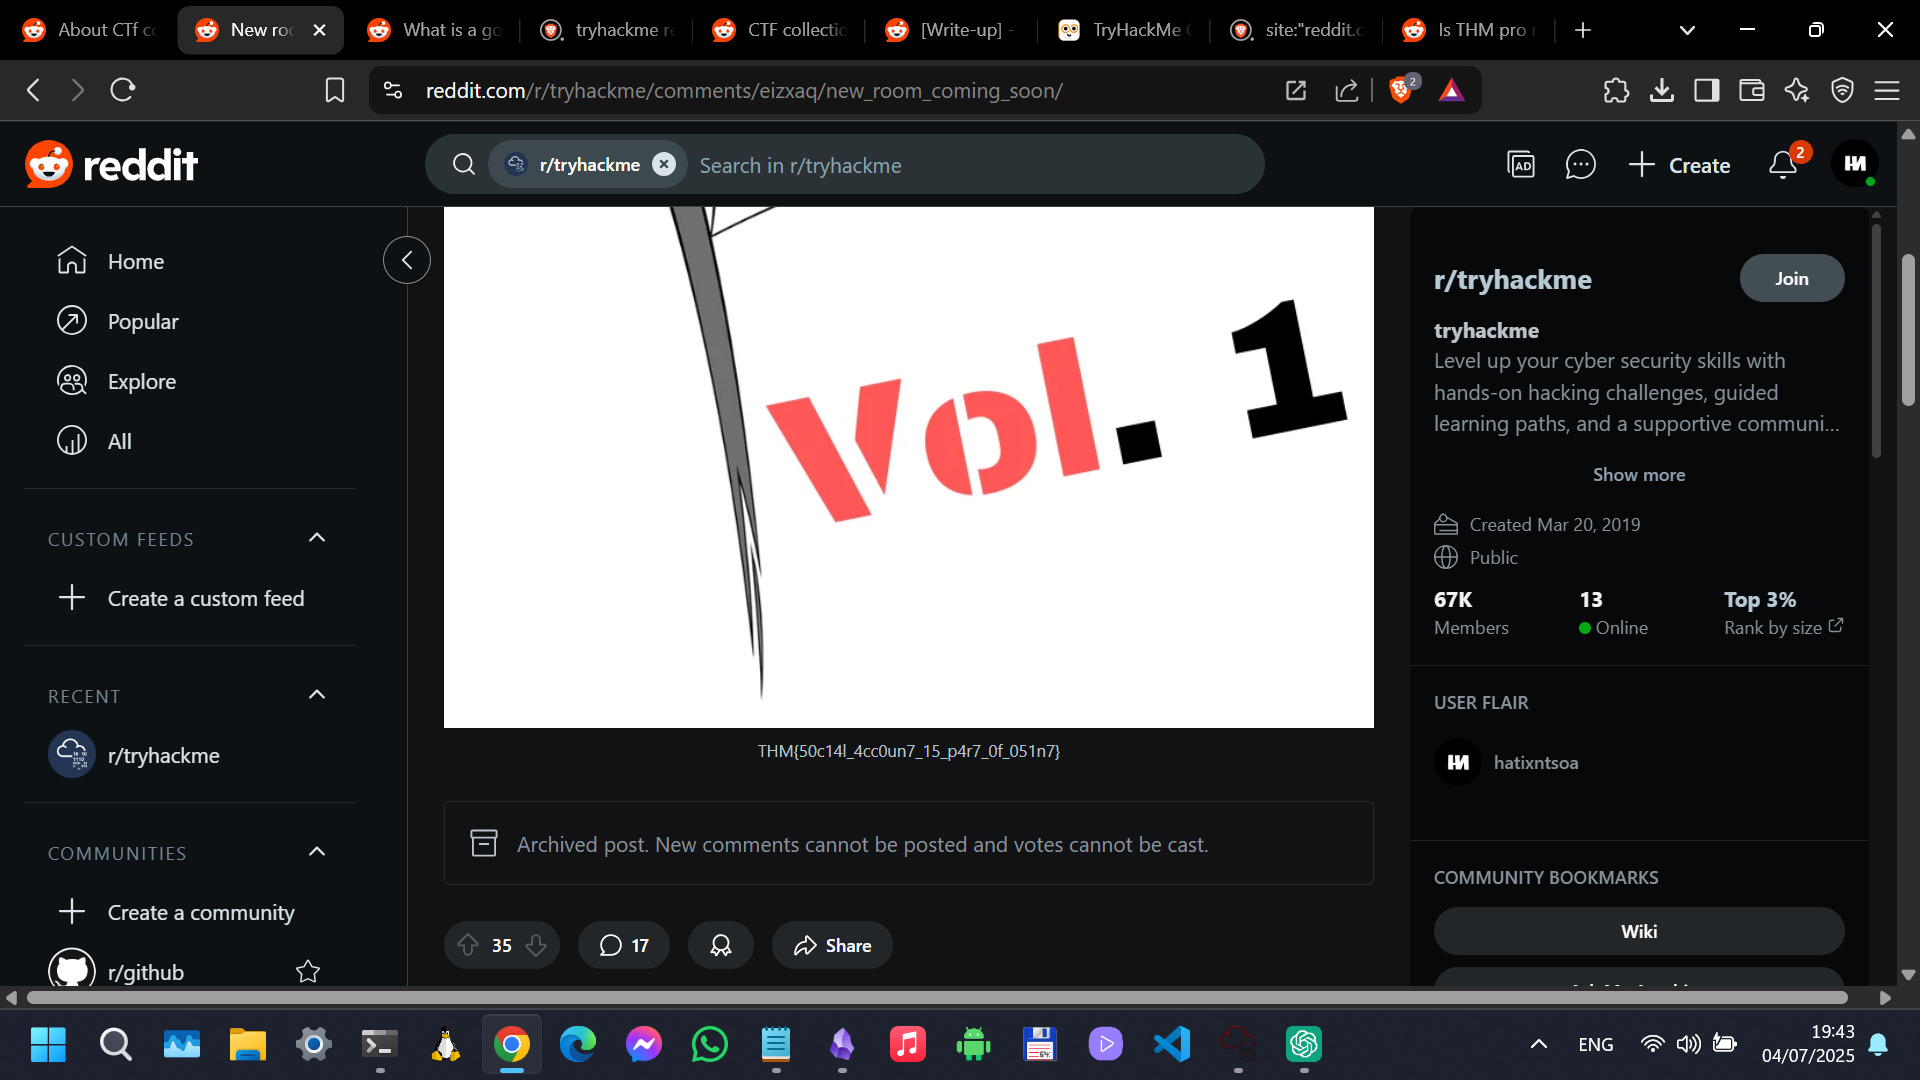 About CTf c
New ro
What is a go
tryhackme r
CTF collectio
[Write-up] -
TryHackMe
site:"reddit.c
Is THM pro
reddit.com/r/tryhackme/comments/eizxaq/new_room_coming_soon/
2
reddit
r/tryhackme
Search in r/tryhackme
AD
Create
2
Home
Popular
Explore
All
CUSTOM FEEDS
Create a custom feed
RECENT
r/tryhackme
COMMUNITIES
Create a community
r/github
Vol. 1
THM{50c14l_4cc0un7_15_p4r7_0f_051n7}
Archived post. New comments cannot be posted and votes cannot be cast.
35
17
Share
r/tryhackme
Join
tryhackme
Level up your cyber security skills with
hands-on hacking challenges, guided
learning paths, and a supportive communi...
Show more
Created Mar 20, 2019
Public
67K
Members
13
Online
Top 3%
Rank by size
USER FLAIR
hatixntsoa
COMMUNITY BOOKMARKS
Wiki
ENG
19:43
04/07/2025